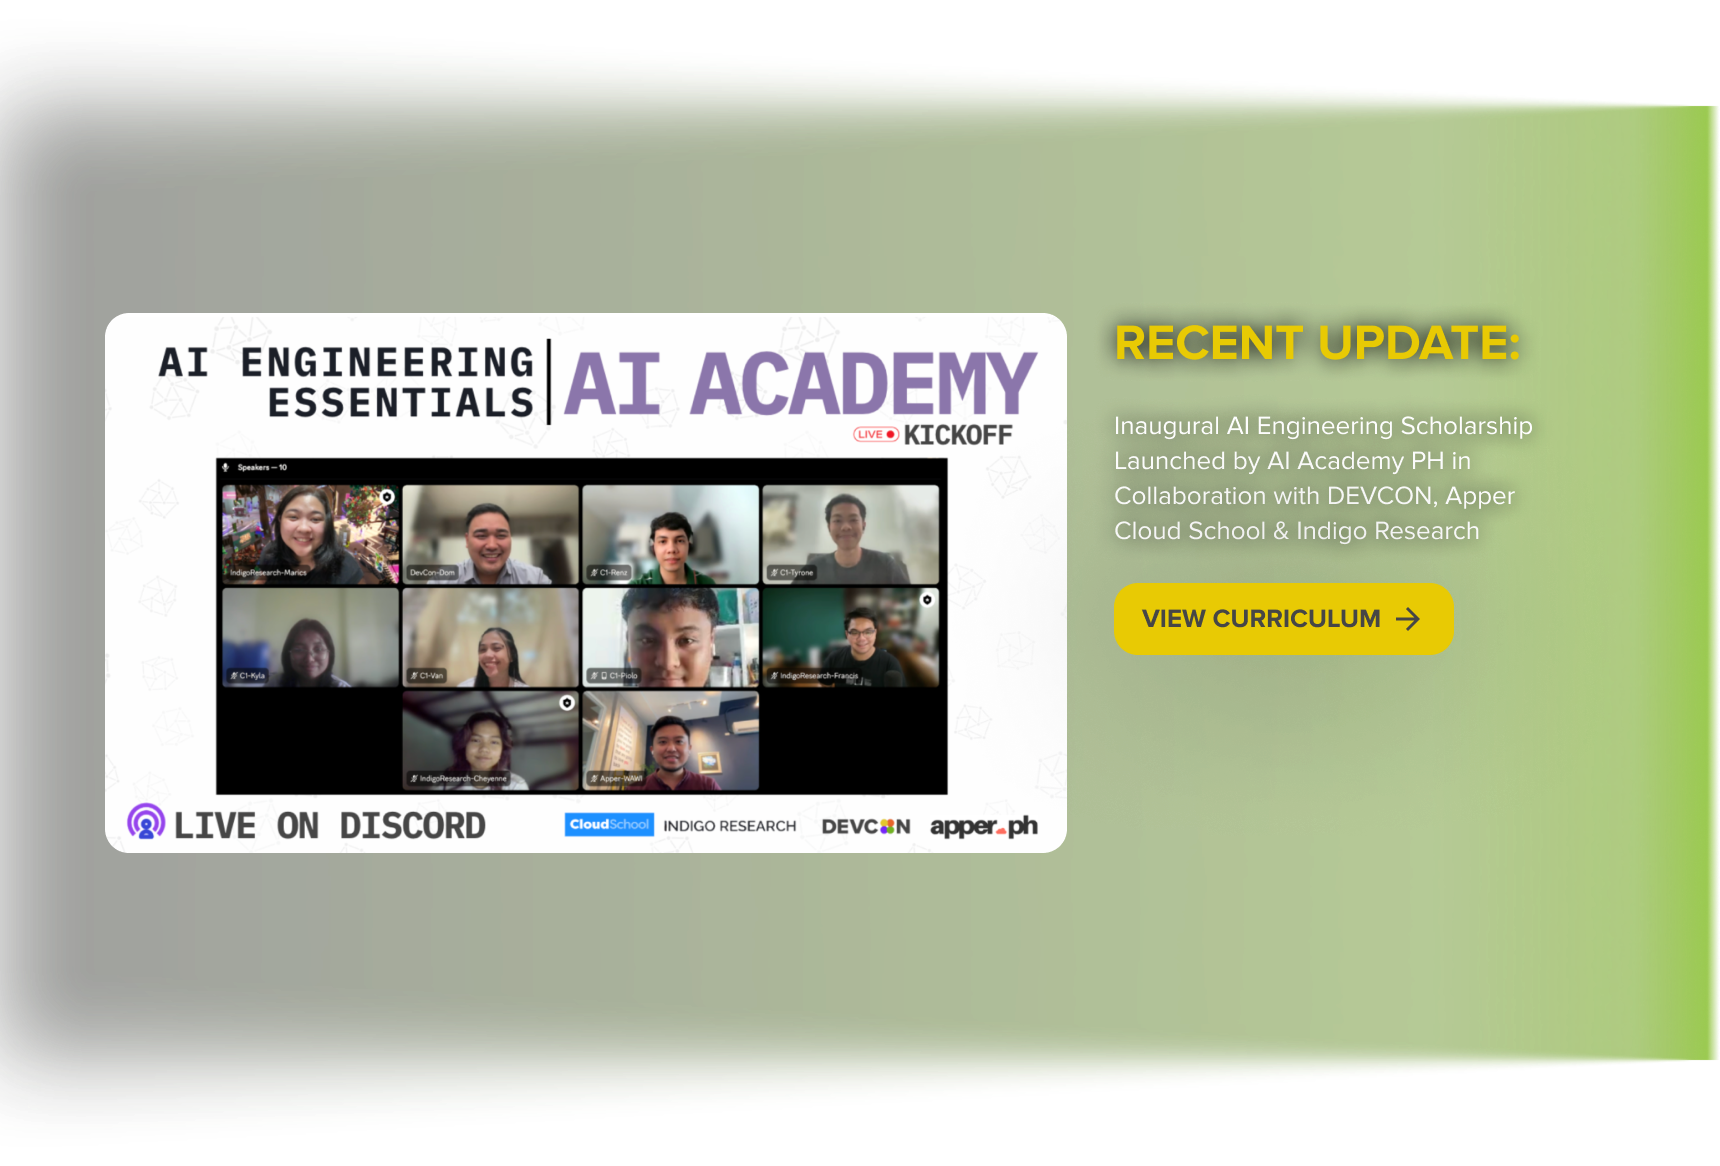 AI ENGINEERING
ESSENTIALS
AI ACADEMY
LIVE KICKOFF
Speakers — 10
IndigoResearch-Marics
DevCon-Dom
C1-Renz
C1-Tyrone
C1-Kyla
C1-Van
C1-Piolo
IndigoResearch-Francis
IndigoResearch-Cheyenne
Apper-WAWI
LIVE ON DISCORD
CloudSchool
INDIGO RESEARCH
DEVCON
apper.ph
RECENT UPDATE:
Inaugural AI Engineering Scholarship
Launched by AI Academy PH in
Collaboration with DEVCON, Apper
Cloud School & Indigo Research
VIEW CURRICULUM